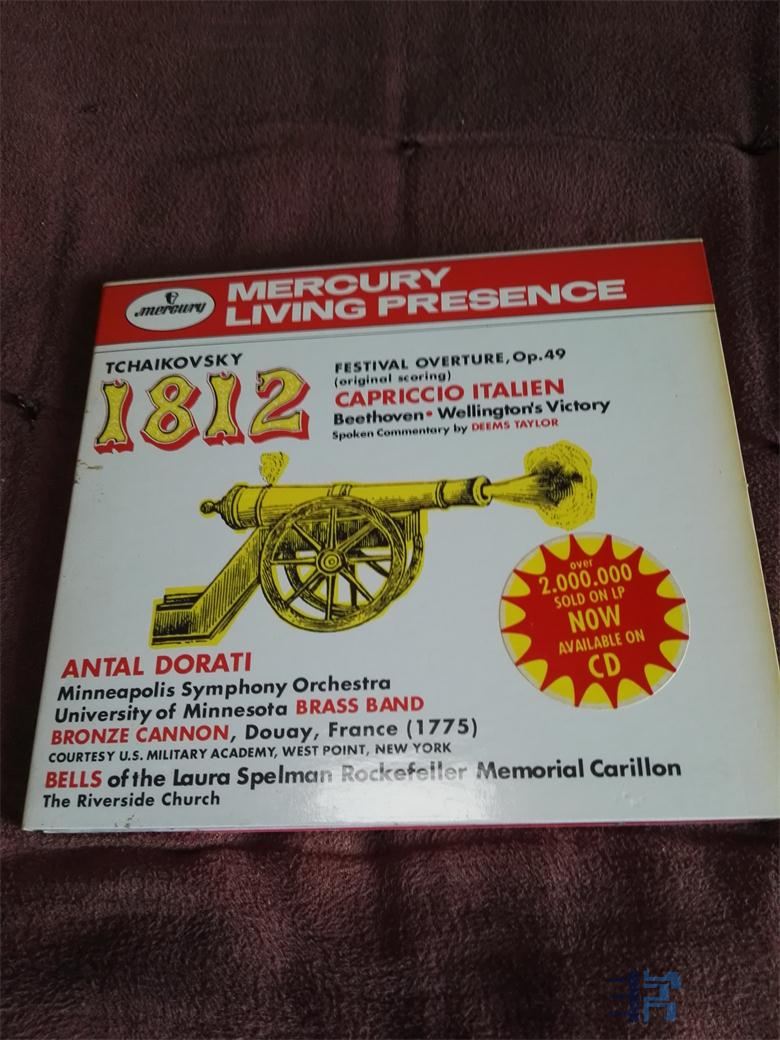 mercury
MERCURY
LIVING PRESENCE
TCHAIKOVSKY
1812
FESTIVAL OVERTURE, Op.49
(original scoring)
CAPRICCIO ITALIEN
Beethoven • Wellington's Victory
Spoken Commentary by DEEMS TAYLOR
over
2.000.000
SOLD ON LP
NOW
AVAILABLE ON
CD
ANTAL DORATI
Minneapolis Symphony Orchestra
University of Minnesota BRASS BAND
BRONZE CANNON, Douay, France (1775)
COURTESY U.S. MILITARY ACADEMY, WEST POINT, NEW YORK
BELLS of the Laura Spelman Rockefeller Memorial Carillon
The Riverside Church